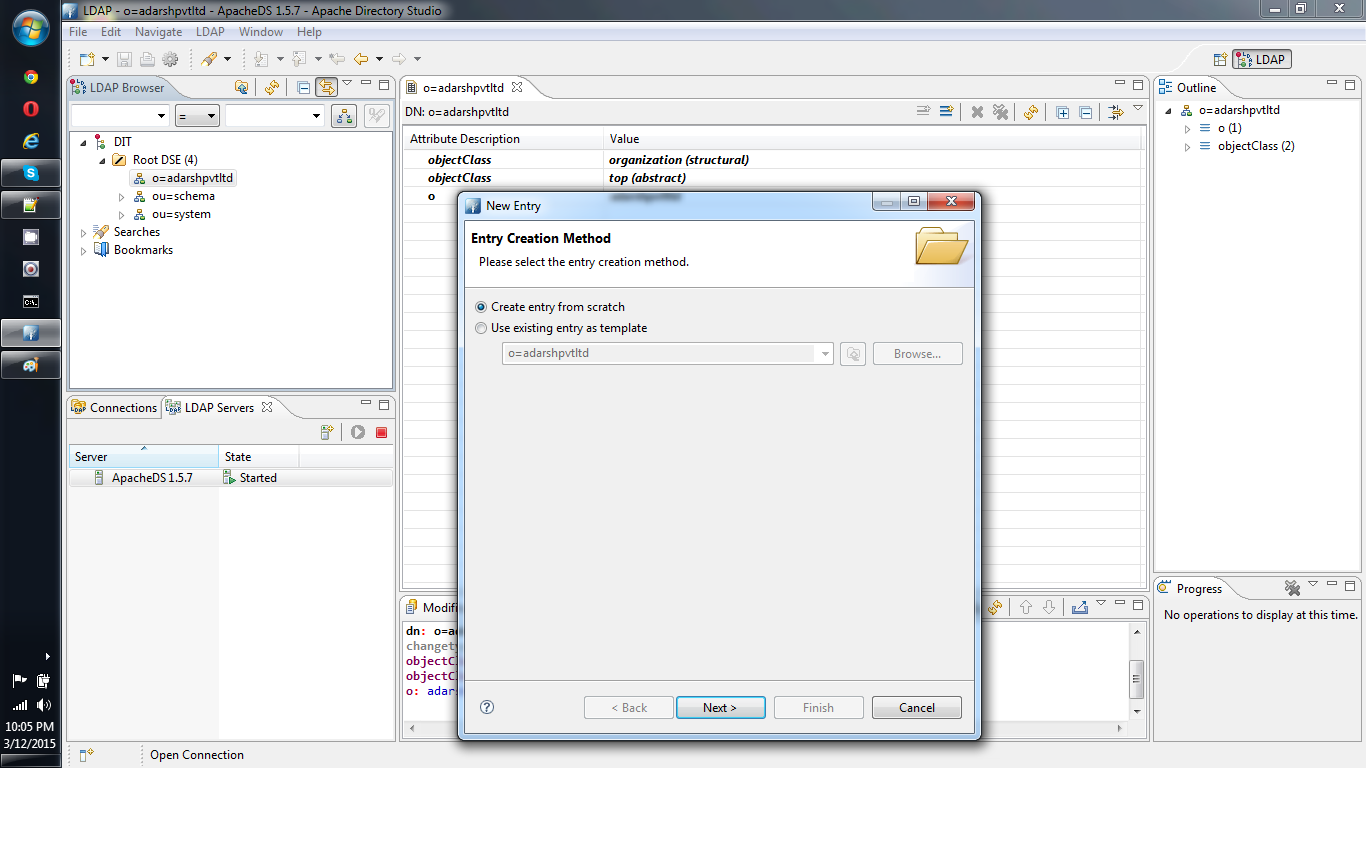 LDAP - o=adarshpvtltd - ApacheDS 1.5.7 - Apache Directory Studio
File Edit Navigate LDAP Window Help
LDAP
LDAP Browser
=
DIT
Root DSE (4)
o=adarshpvtltd
ou=schema
ou=system
Searches
Bookmarks
Connections LDAP Servers
Server State
ApacheDS 1.5.7 Started
o=adarshpvtltd
DN: o=adarshpvtltd
Attribute Description Value
objectClass organization (structural)
objectClass top (abstract)
o
New Entry
Entry Creation Method
Please select the entry creation method.
Create entry from scratch
Use existing entry as template
o=adarshpvtltd Browse...
? < Back Next > Finish Cancel
Modifi
dn: o=a
changet
objectC
objectC
o: adar
Outline
o=adarshpvtltd
o (1)
objectClass (2)
Progress
No operations to display at this time.
Open Connection
10:05 PM
3/12/2015